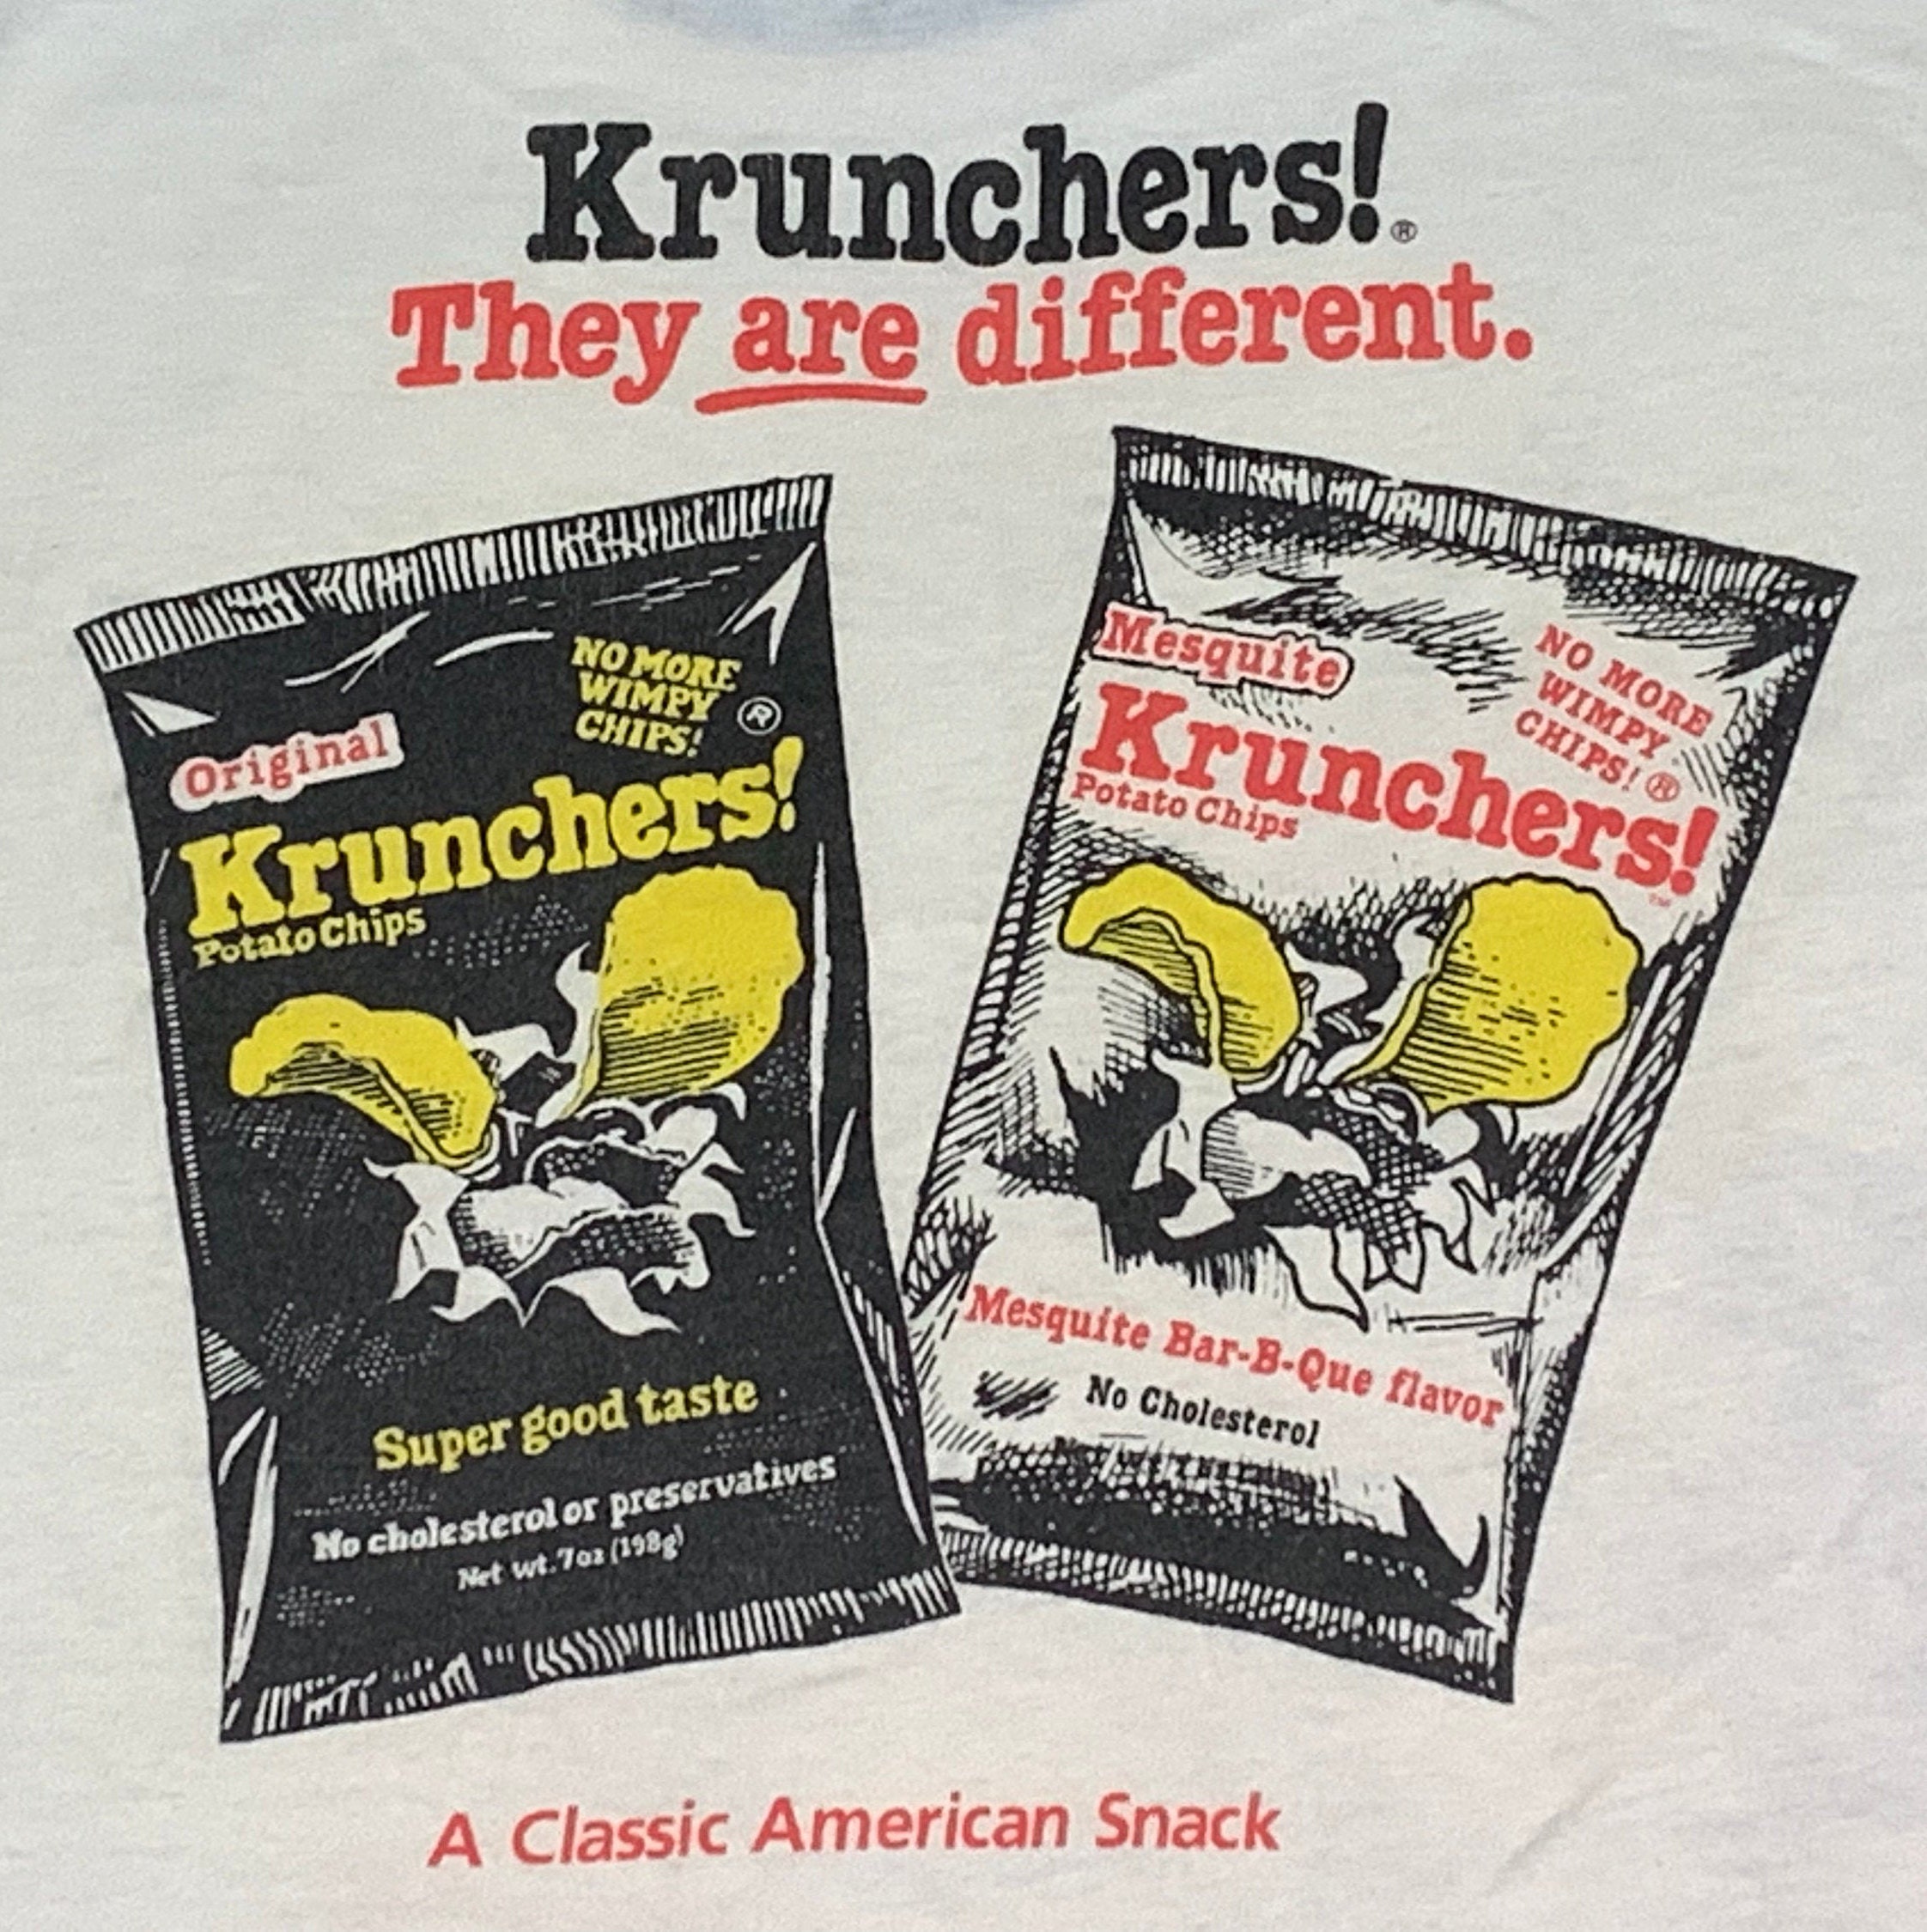 Krunchers!®
They are different.
Original
NO MORE
WIMPY
CHIPS!®
Krunchers!
Potato Chips
Super good taste
No cholesterol or preservatives
Net wt. 7oz (198g)
Mesquite
NO MORE
WIMPY
CHIPS!®
Krunchers!
TM
Potato Chips
Mesquite Bar-B-Que flavor
No Cholesterol
A Classic American Snack